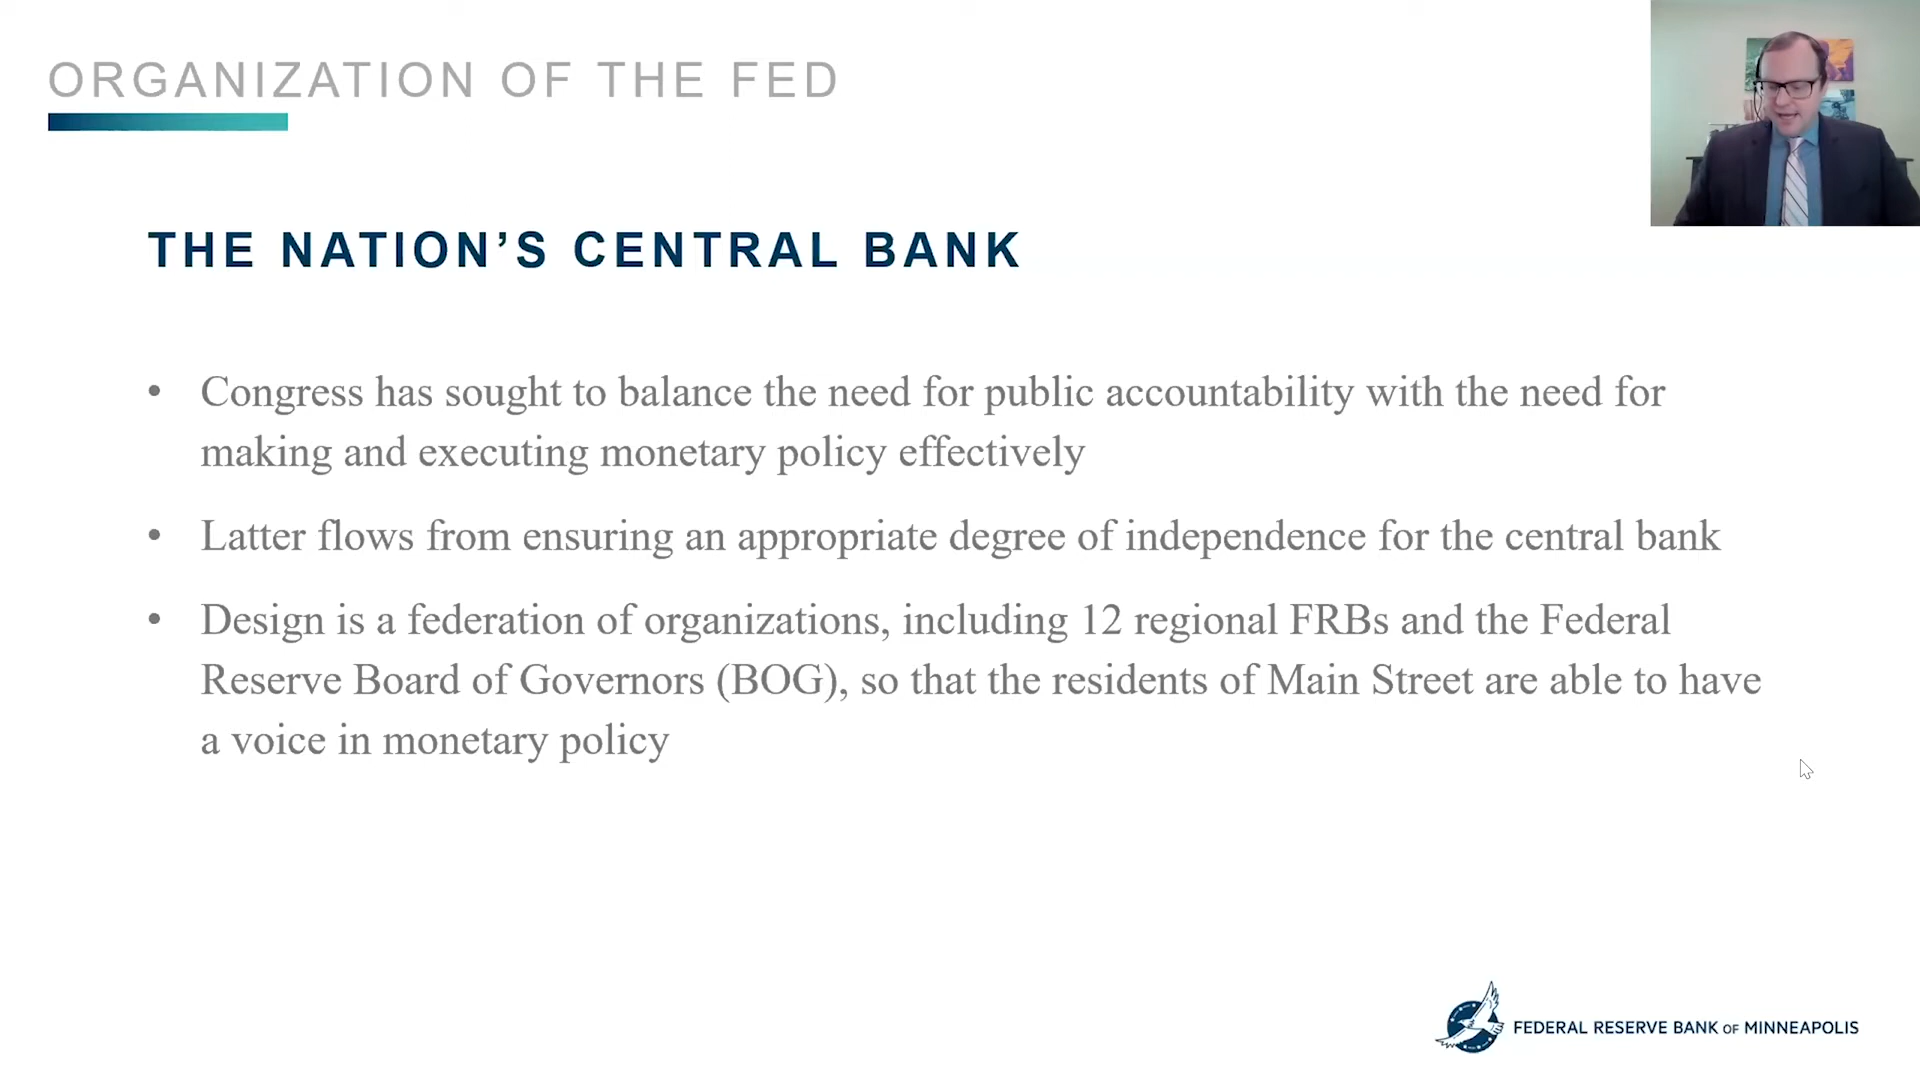 ORGANIZATION OF THE FED
THE NATION’S CENTRAL BANK
• Congress has sought to balance the need for public accountability with the need for
making and executing monetary policy effectively
• Latter flows from ensuring an appropriate degree of independence for the central bank
• Design is a federation of organizations, including 12 regional FRBs and the Federal
Reserve Board of Governors (BOG), so that the residents of Main Street are able to have
a voice in monetary policy
FEDERAL RESERVE BANK OF MINNEAPOLIS